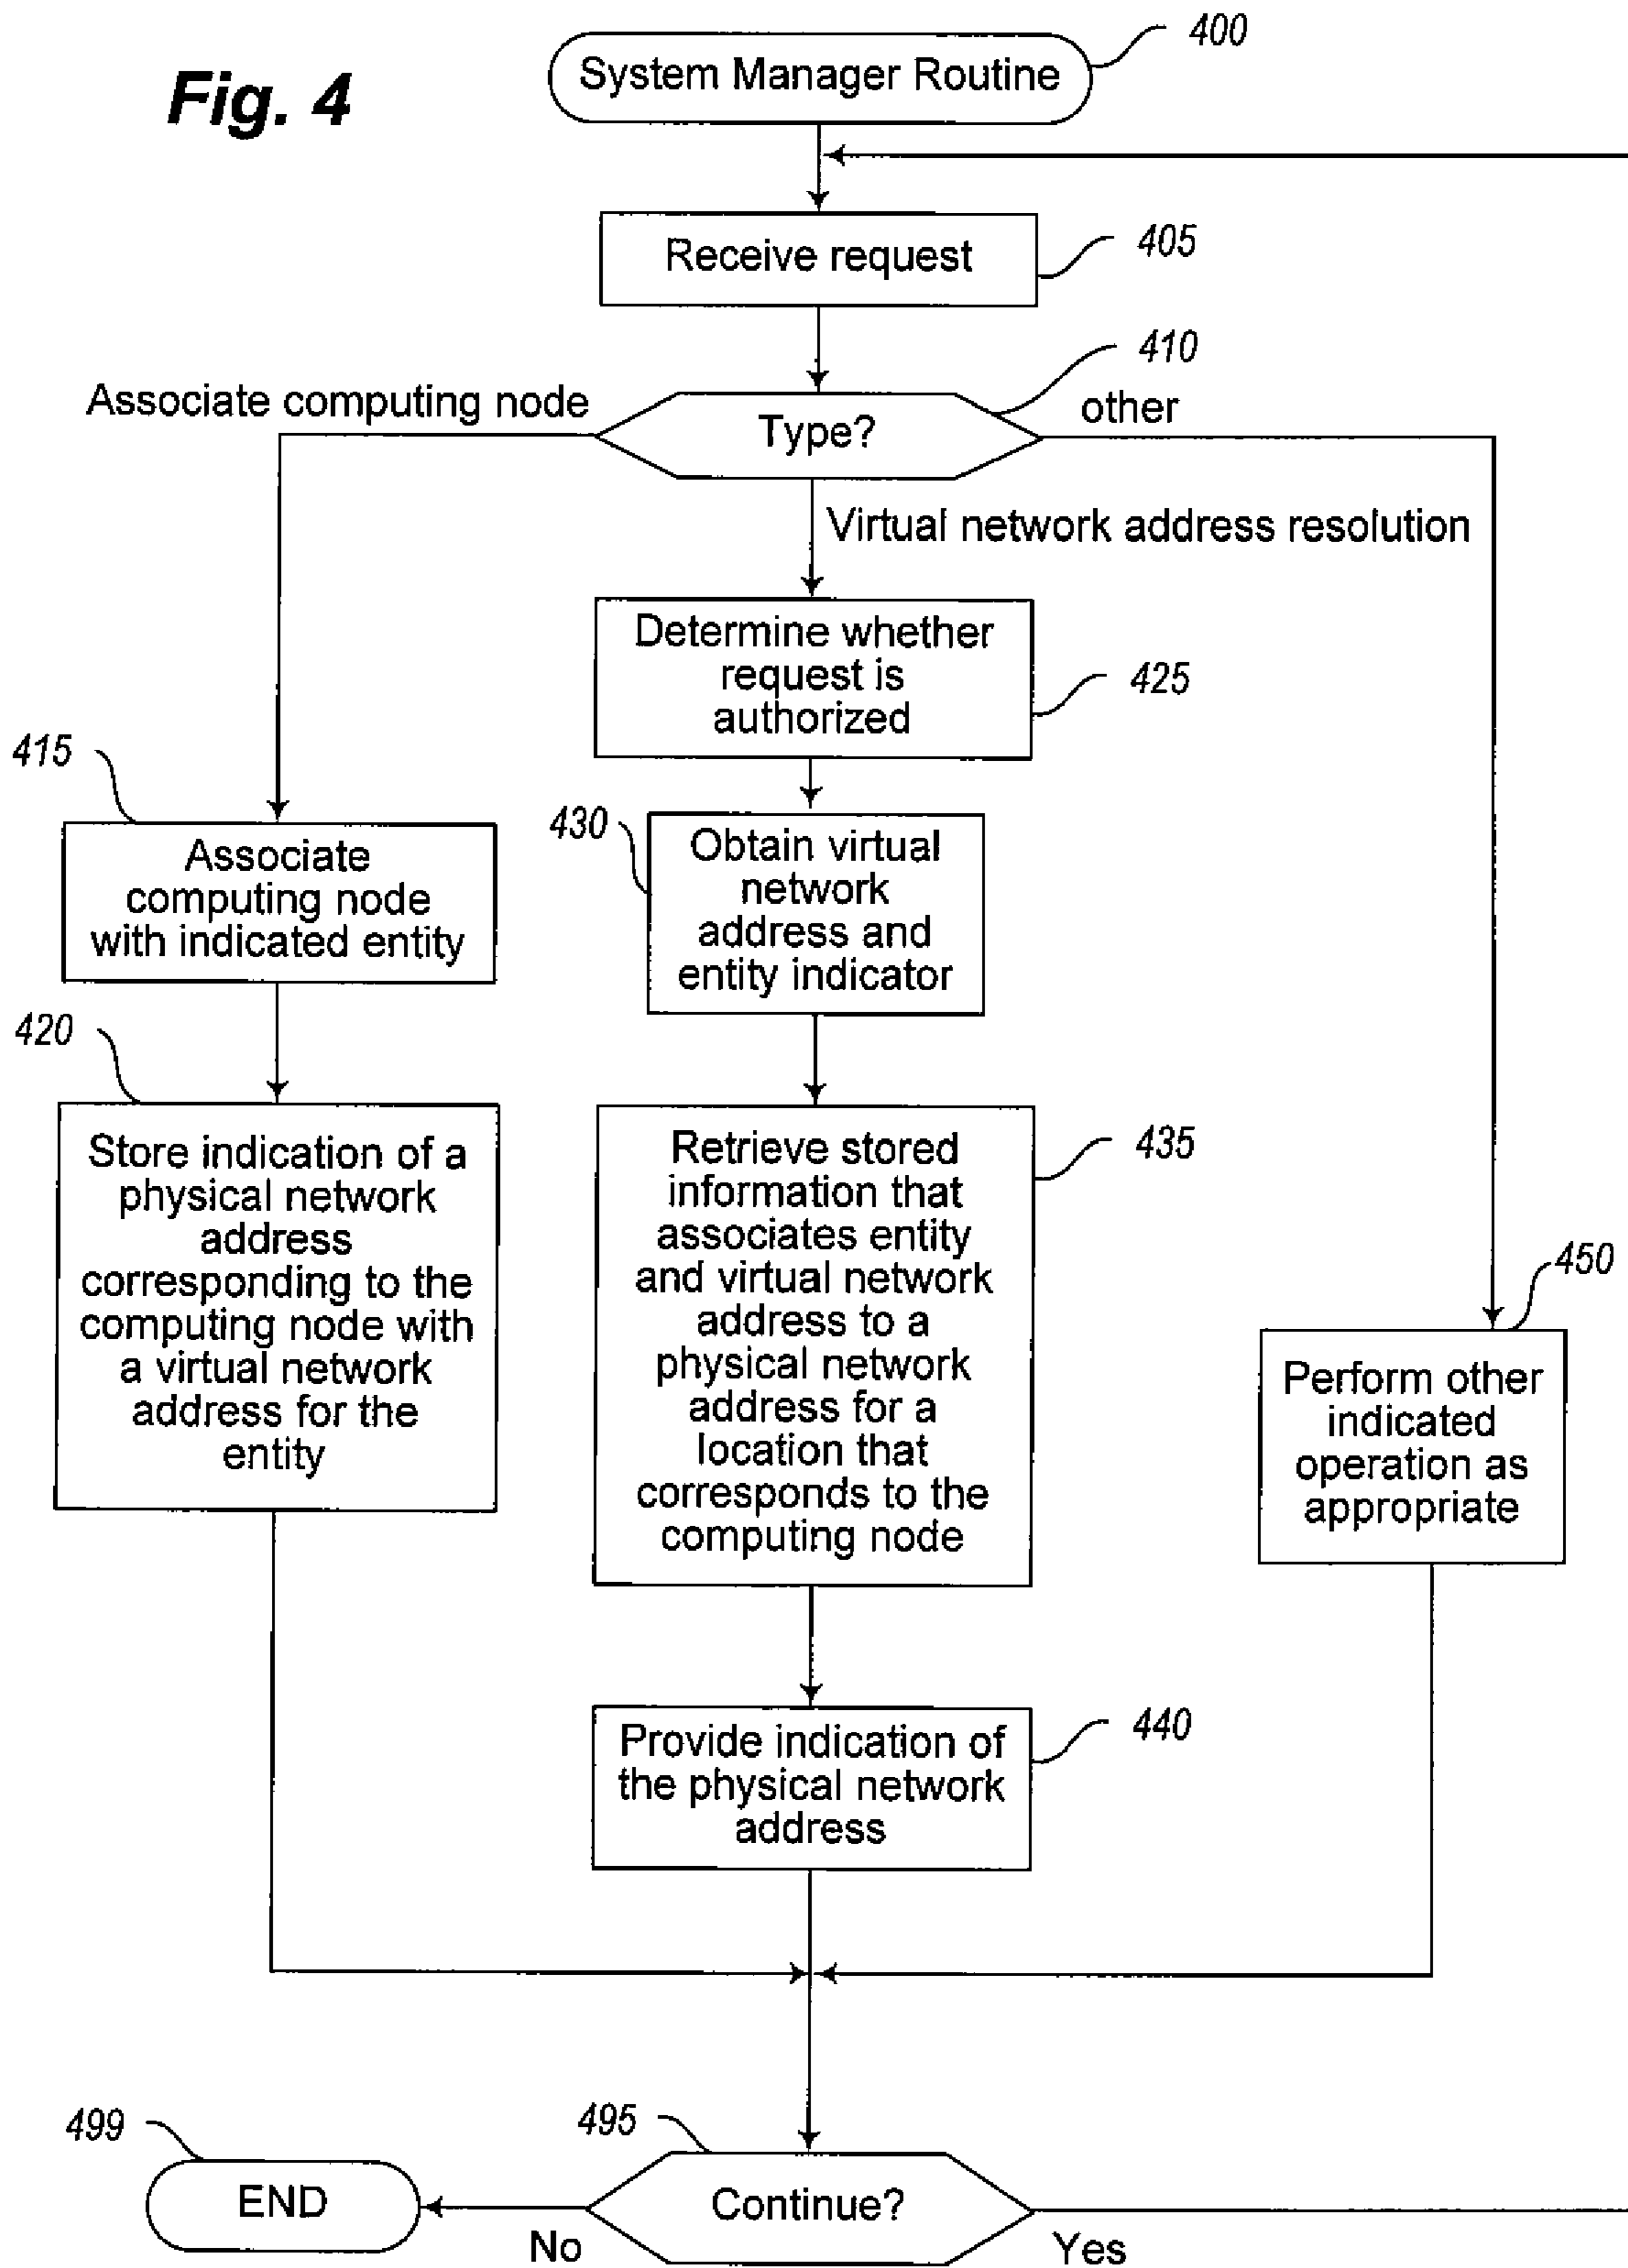 Fig. 4
400
System Manager Routine
Receive request
405
410
Associate computing node
Type?
other
Virtual network address resolution
Determine whether
request is
authorized
425
415
Associate
computing node
with indicated entity
430
Obtain virtual
network
address and
entity indicator
420
Store indication of a
physical network
address
corresponding to the
computing node with
a virtual network
address for the
entity
Retrieve stored
information that
associates entity
and virtual network
address to a
physical network
address for a
location that
corresponds to the
computing node
435
450
Perform other
indicated
operation as
appropriate
Provide indication of
the physical network
address
440
499
END
495
Continue?
No
Yes